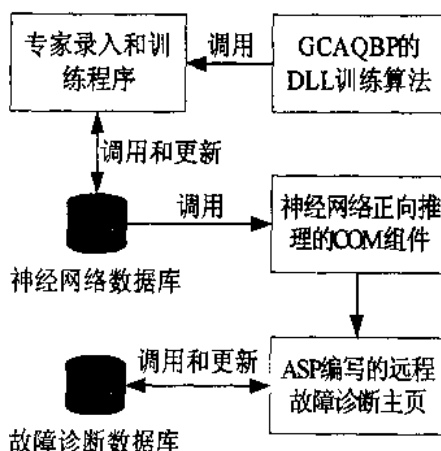 专家录入和训
练程序
调用
GCAQBP的
DLL训练算法
调用和更新
调用
神经网络正向推
理的COM组件
神经网络数据库
调用和更新
ASP编写的远程
故障诊断主页
故障诊断数据库